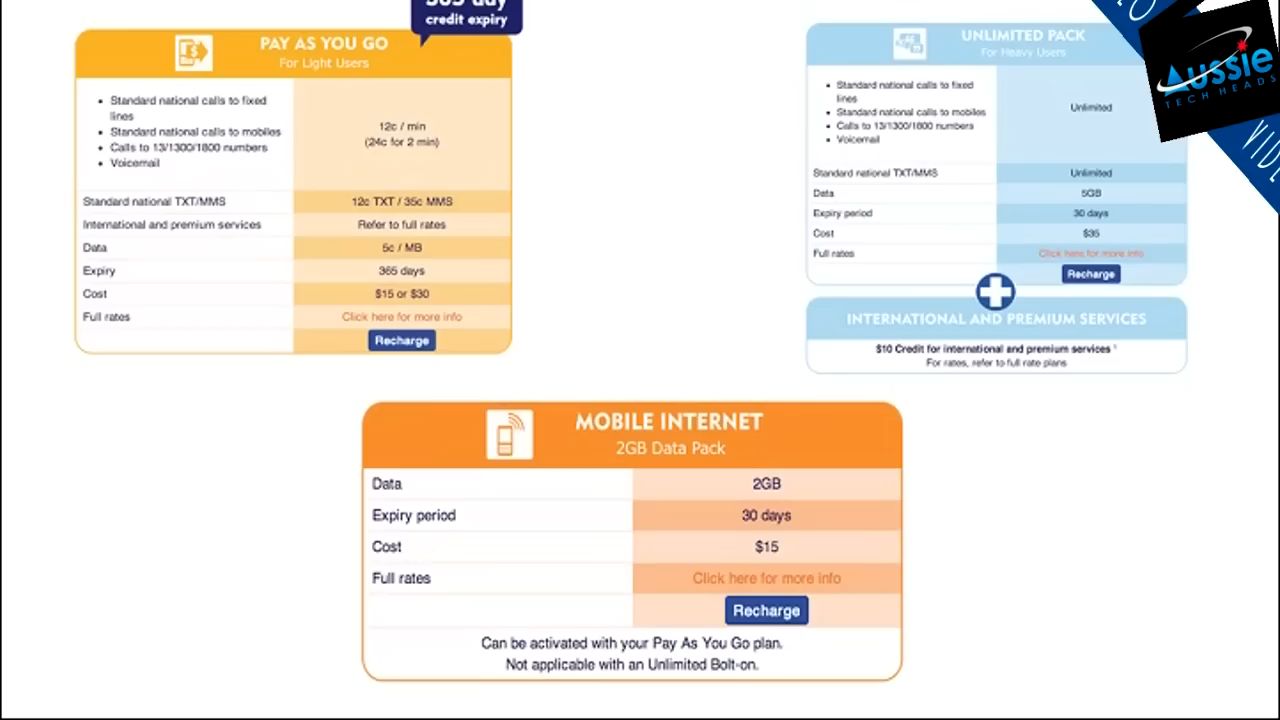 365 day
credit expiry
PAY AS YOU GO
For Light Users
• Standard national calls to fixed
lines
• Standard national calls to mobiles
• Calls to 13/1300/1800 numbers
• Voicemail
12c / min
(24c for 2 min)
Standard national TXT/MMS
12c TXT / 35c MMS
International and premium services
Refer to full rates
Data
5c / MB
Expiry
365 days
Cost
$15 or $30
Full rates
Click here for more info
Recharge
UNLIMITED PACK
For Heavy Users
• Standard national calls to fixed
lines
• Standard national calls to mobiles
• Calls to 13/1300/1800 numbers
• Voicemail
Unlimited
Standard national TXT/MMS
Unlimited
Data
5GB
Expiry period
30 days
Cost
$35
Full rates
Click here for more info
Recharge
INTERNATIONAL AND PREMIUM SERVICES
$10 Credit for international and premium services
For rates, refer to full rate plans
AUSSIE
TECH HEADS
MOBILE INTERNET
2GB Data Pack
Data
2GB
Expiry period
30 days
Cost
$15
Full rates
Click here for more info
Recharge
Can be activated with your Pay As You Go plan.
Not applicable with an Unlimited Bolt-on.